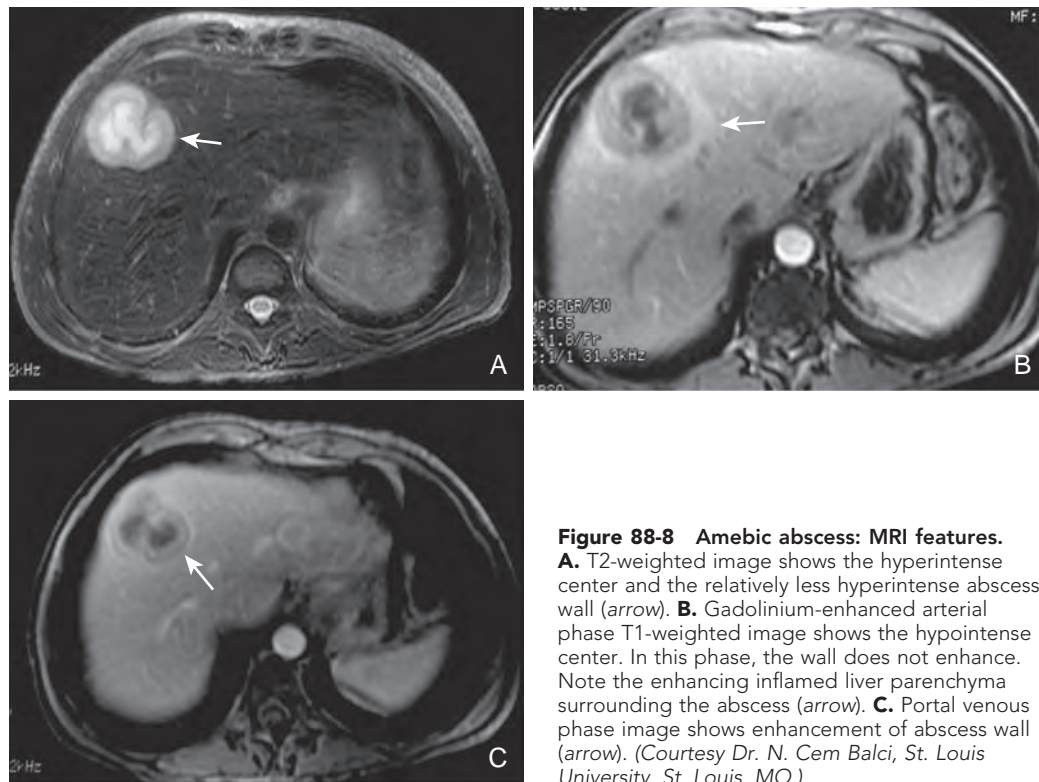 MF:
A
2kHz
MPSPGR/90
R:165
E:1.8/Fr
C:1/1 31.3kHz
B
2kHz
C
Figure 88-8 Amebic abscess: MRI features.
A. T2-weighted image shows the hyperintense
center and the relatively less hyperintense abscess
wall (arrow). B. Gadolinium-enhanced arterial
phase T1-weighted image shows the hypointense
center. In this phase, the wall does not enhance.
Note the enhancing inflamed liver parenchyma
surrounding the abscess (arrow). C. Portal venous
phase image shows enhancement of abscess wall
(arrow). (Courtesy Dr. N. Cem Balci, St. Louis
University, St. Louis, MO.)